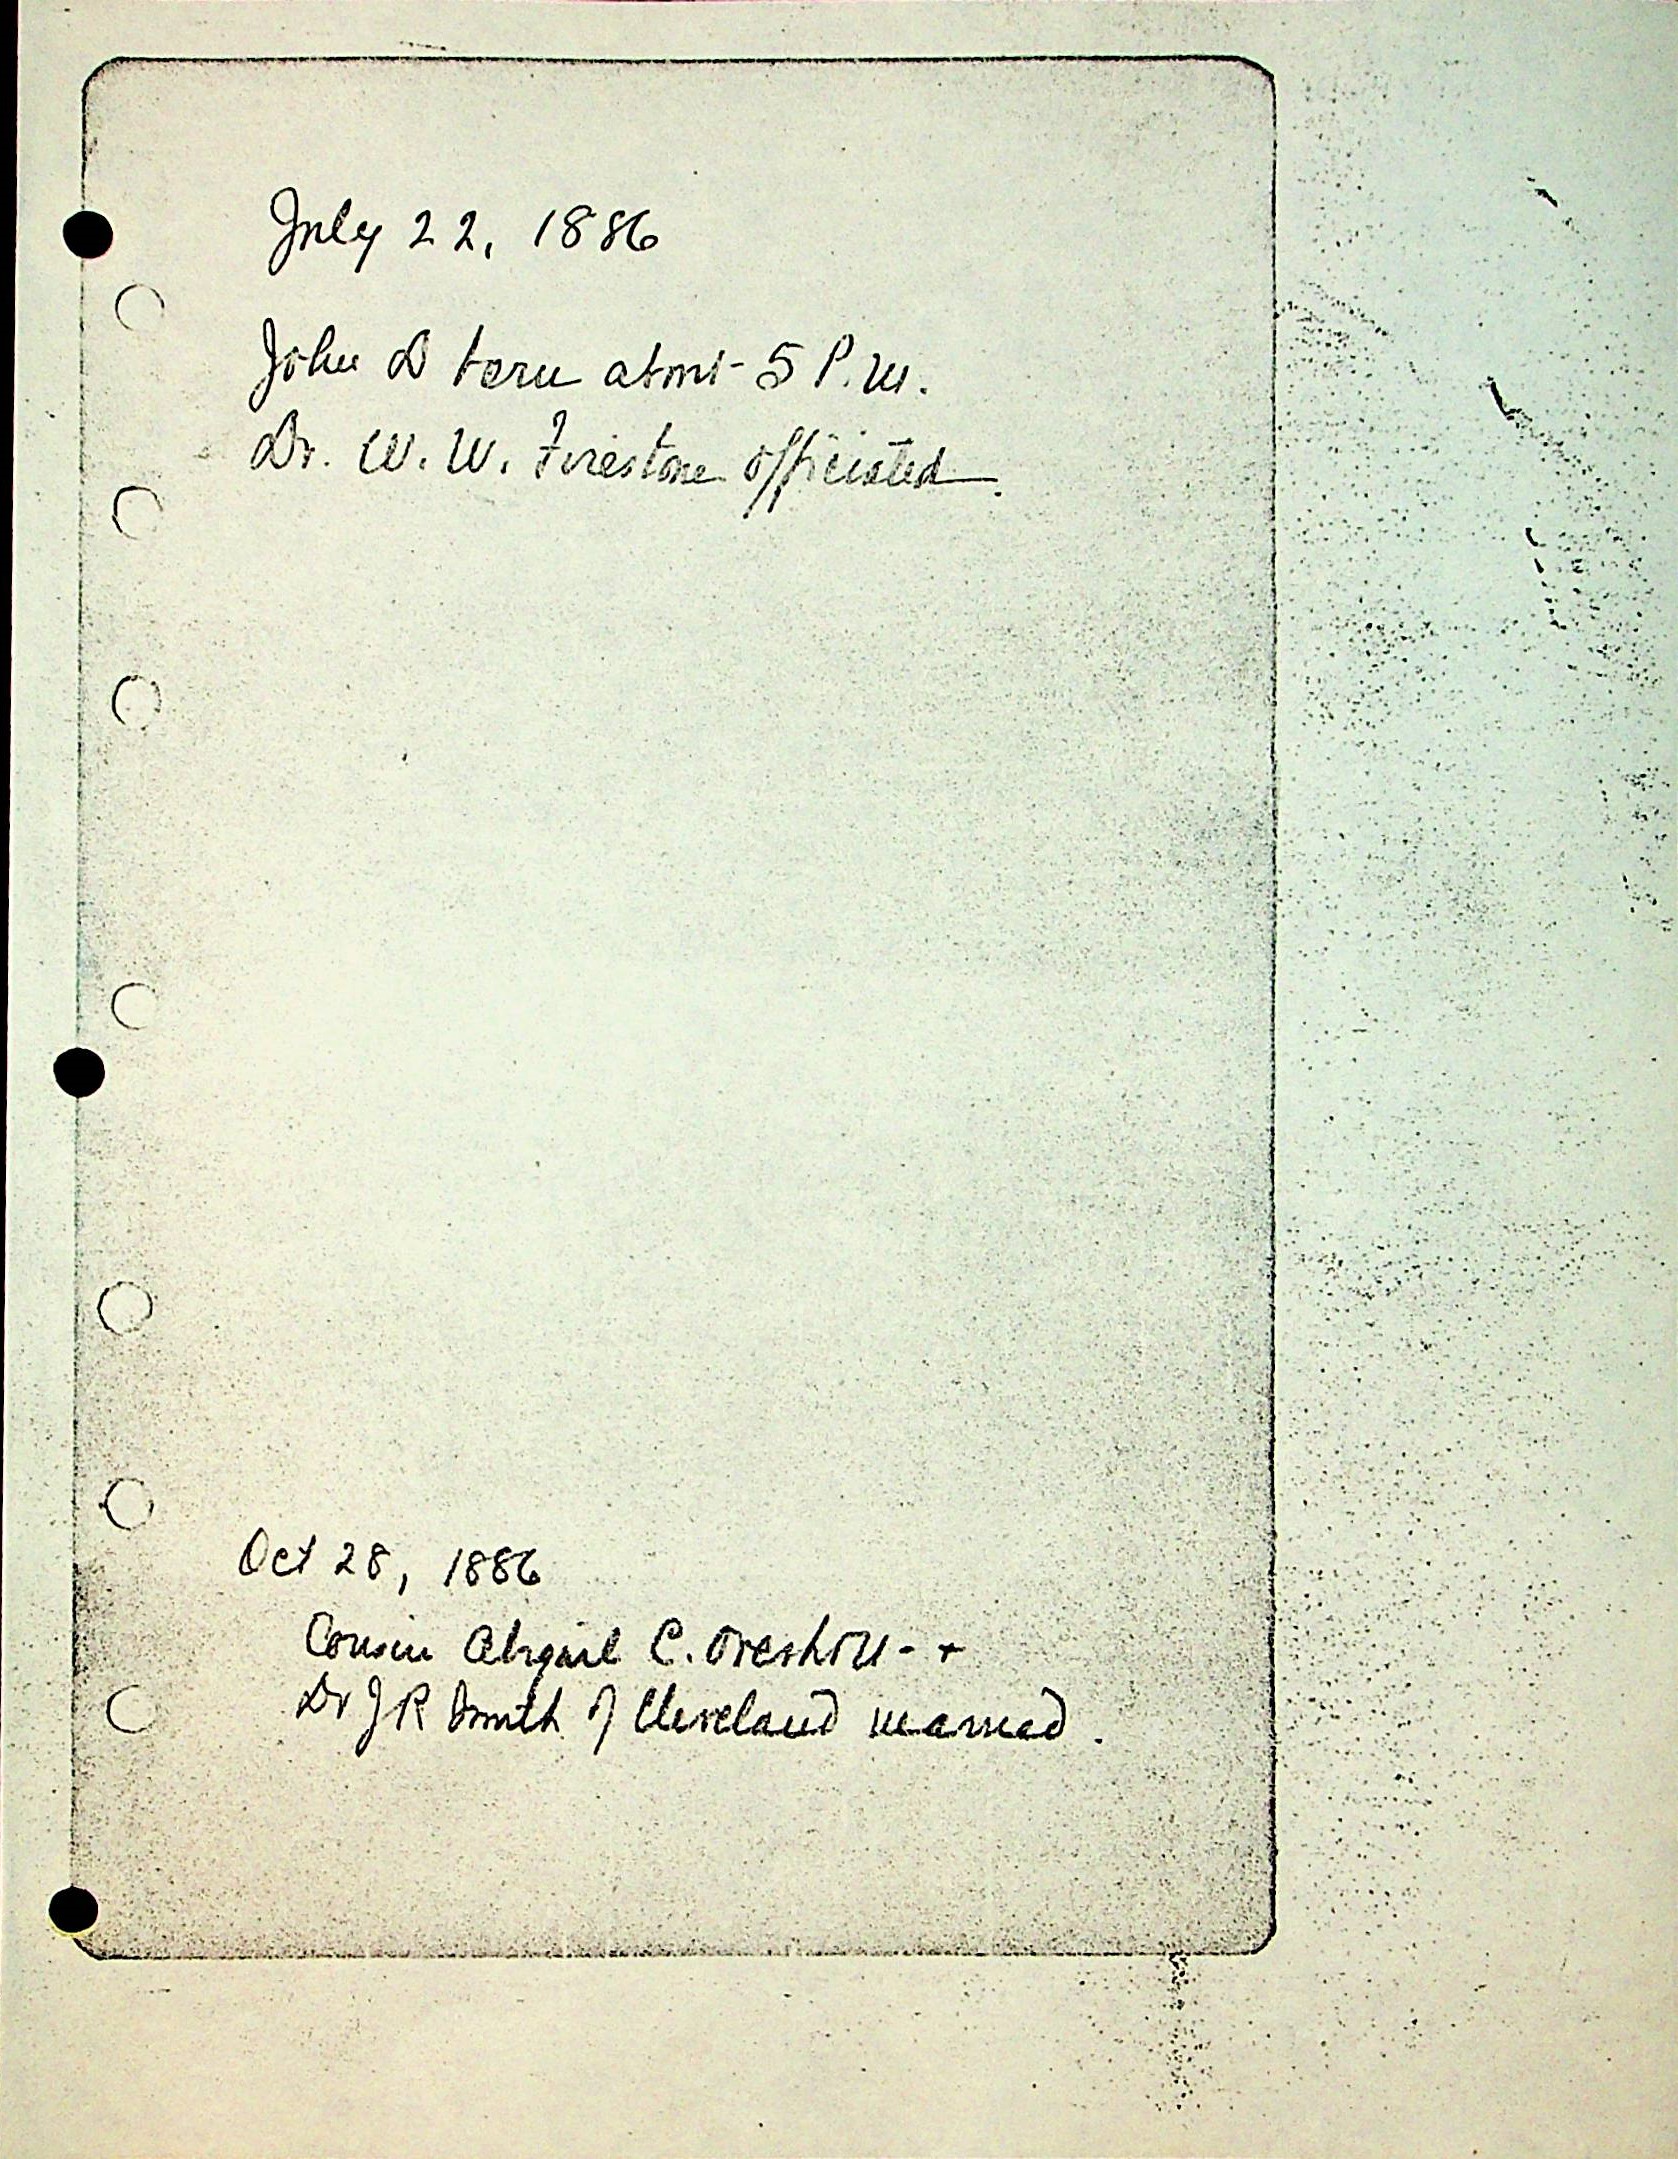 July 22, 1886
John D born about 5 P.M.
Dr. W. W. Firestone officiated.
Oct 28, 1886
Cousin Abigail C. +
Dr J R Smith of Cleveland married.